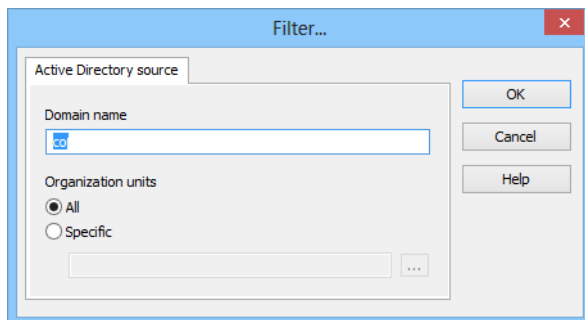 Filter...
Active Directory source
OK
Domain name
co
Cancel
Organization units
Help
All
Specific
...